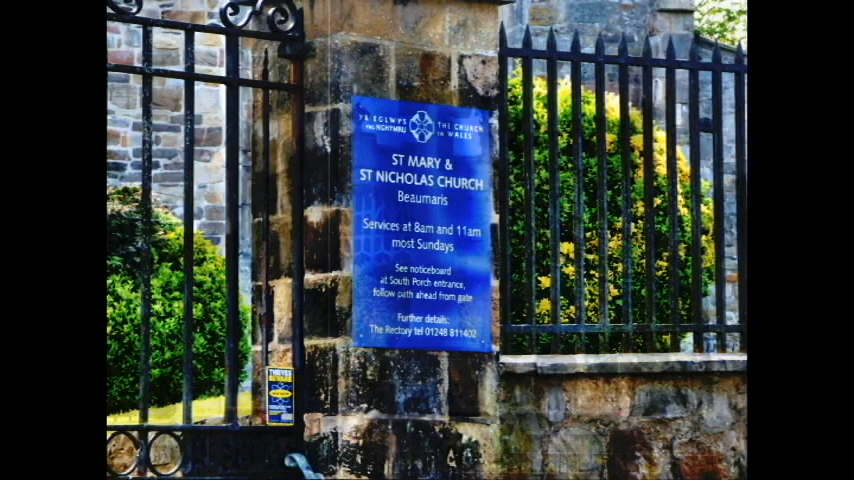 YR EGLWYS
YNG NGHYMRU
THE CHURCH
IN WALES
ST MARY &
ST NICHOLAS CHURCH
Beaumaris
Services at 8am and 11am
most Sundays
See noticeboard
at South Porch entrance,
follow path ahead from gate
Further details:
The Rectory tel 01248 811402
THIEVES
BEWARE